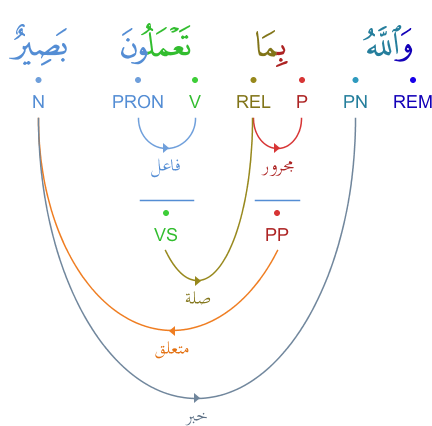 وَٱللَّهُ بِمَا تَعْمَلُونَ بَصِيرٌ
N PRON V REL P PN REM
فاعل مجرور
VS PP
صلة
متعلق
خبر